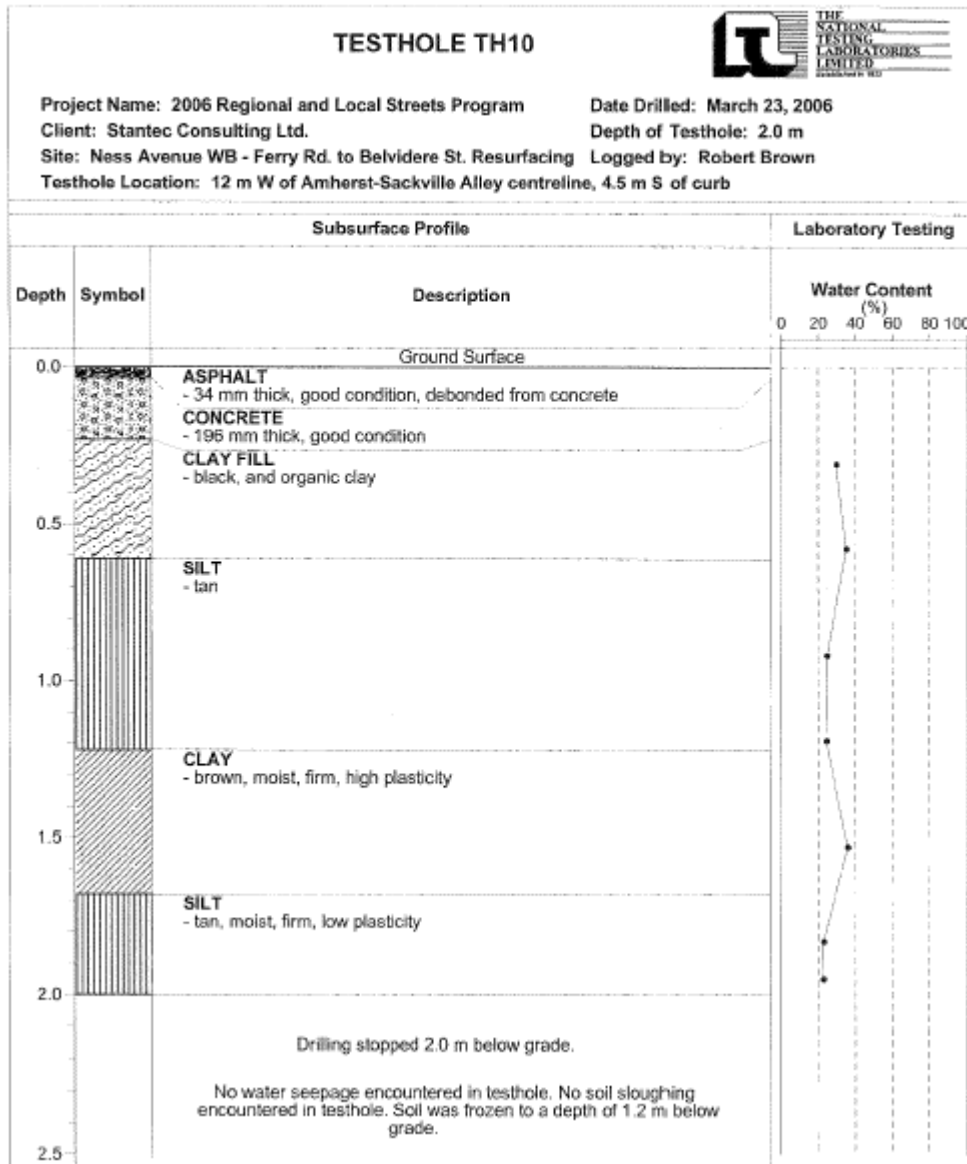 TESTHOLE TH10
THE
NATIONAL
TESTING
LABORATORIES
LIMITED
Project Name: 2006 Regional and Local Streets Program
Date Drilled: March 23, 2006
Client: Stantec Consulting Ltd.
Depth of Testhole: 2.0 m
Site: Ness Avenue WB - Ferry Rd. to Belvidere St. Resurfacing
Logged by: Robert Brown
Testhole Location: 12 m W of Amherst-Sackville Alley centreline, 4.5 m S of curb
Subsurface Profile
Laboratory Testing
Depth
Symbol
Description
Water Content
(%)
0 20 40 60 80 100
Ground Surface
0.0
ASPHALT
- 34 mm thick, good condition, debonded from concrete
CONCRETE
- 196 mm thick, good condition
CLAY FILL
- black, and organic clay
0.5
SILT
- tan
1.0
CLAY
- brown, moist, firm, high plasticity
1.5
SILT
- tan, moist, firm, low plasticity
2.0
Drilling stopped 2.0 m below grade.
No water seepage encountered in testhole. No soil sloughing
encountered in testhole. Soil was frozen to a depth of 1.2 m below
grade.
2.5